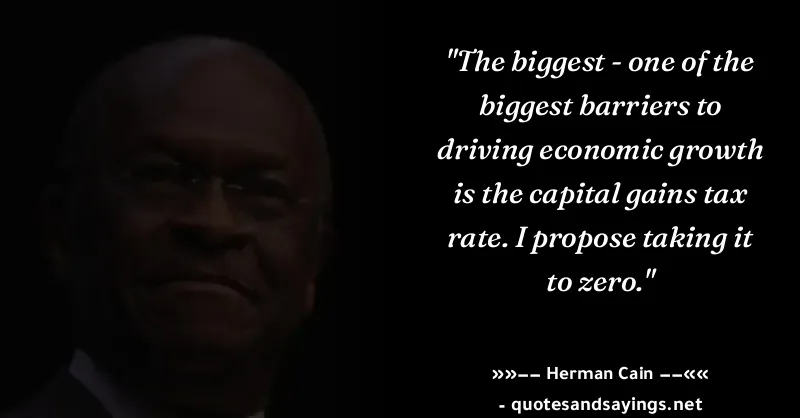 "The biggest - one of the
biggest barriers to
driving economic growth
is the capital gains tax
rate. I propose taking it
to zero."
»»−− Herman Cain −−««
- quotesandsayings.net